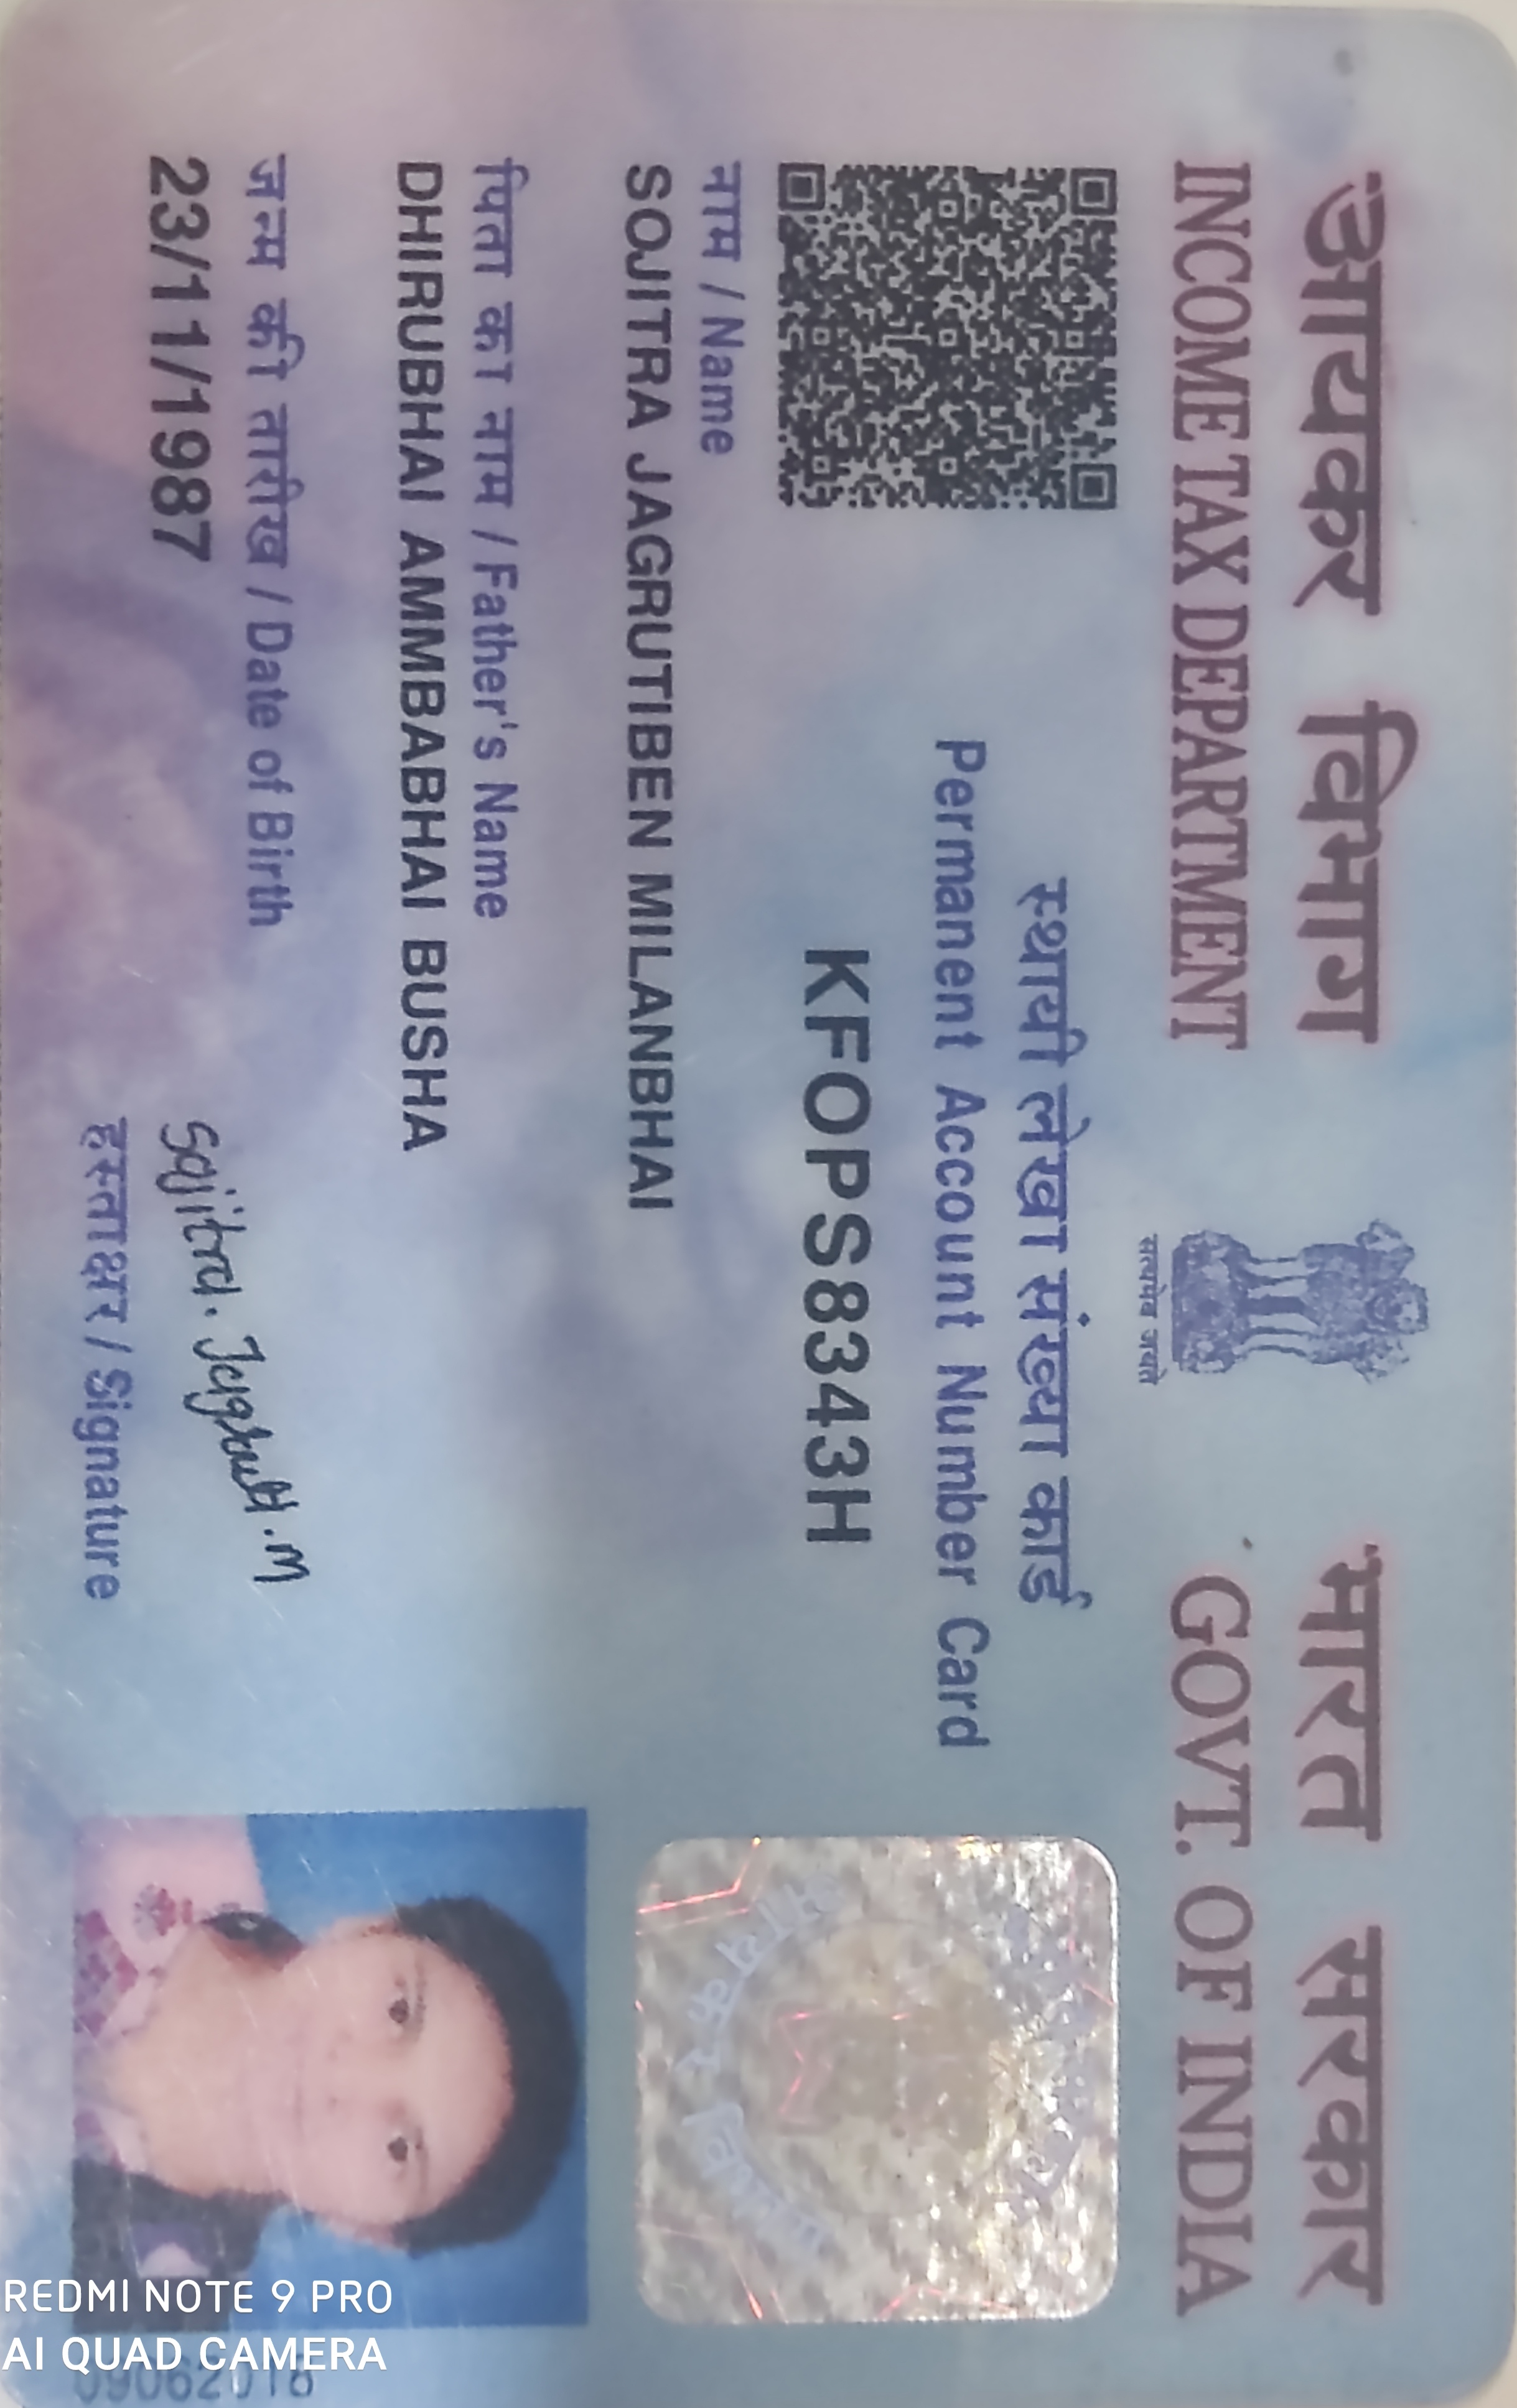 आयकर विभाग
INCOME TAX DEPARTMENT
सत्यमेव जयते
भारत सरकार
GOVT. OF INDIA
स्थायी लेखा संख्या कार्ड
Permanent Account Number Card
KFOPS8343H
नाम / Name
SOJITRA JAGRUTIBEN MILANBHAI
पिता का नाम / Father's Name
DHIRUBHAI AMMBABHAI BUSHA
जन्म की तारीख / Date of Birth
23/11/1987
Sojitra. Jagruti. M
हस्ताक्षर / Signature
REDMI NOTE 9 PRO
AI QUAD CAMERA